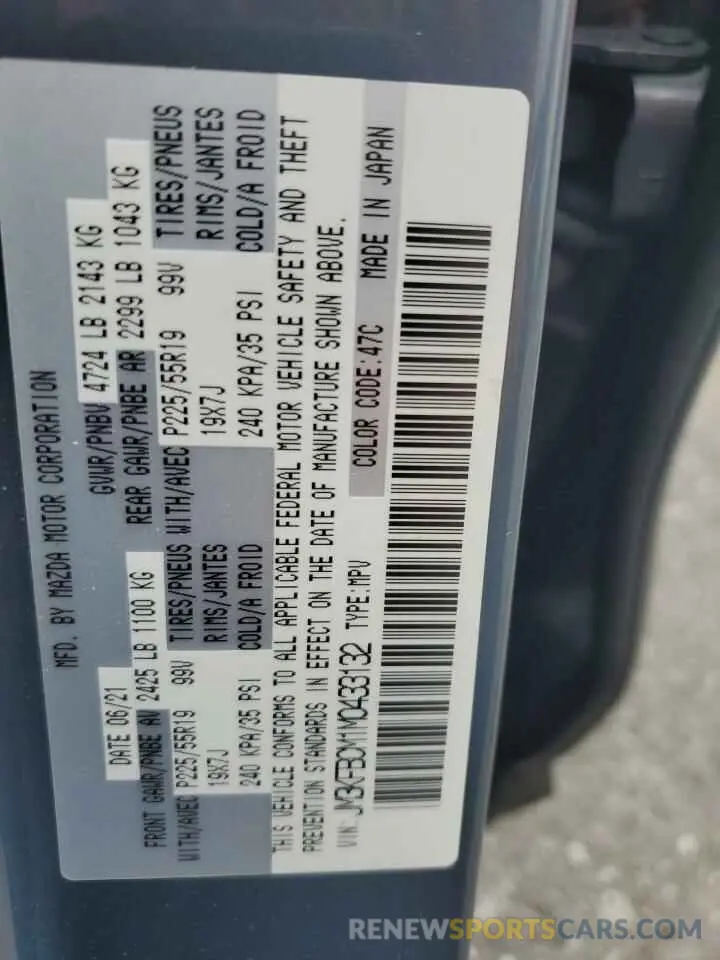 MFD. BY MAZDA MOTOR CORPORATION
DATE 06/21 GVWR/PNBV 4724 LB 2143 KG
FRONT GAWR/PNBE AV 2425 LB 1100 KG REAR GAWR/PNBE AR 2299 LB 1043 KG
WITH/AVEC P225/55R19 99V TIRES/PNEUS WITH/AVEC P225/55R19 99V TIRES/PNEUS
19X7J RIMS/JANTES 19X7J RIMS/JANTES
240 KPA/35 PSI COLD/A FROID 240 KPA/35 PSI COLD/A FROID
THIS VEHICLE CONFORMS TO ALL APPLICABLE FEDERAL MOTOR VEHICLE SAFETY AND THEFT
PREVENTION STANDARDS IN EFFECT ON THE DATE OF MANUFACTURE SHOWN ABOVE.
VIN:JM3KFBCM1M0433132 TYPE:MPV COLOR CODE:47C MADE IN JAPAN
RENEWSPORTSCARS.COM